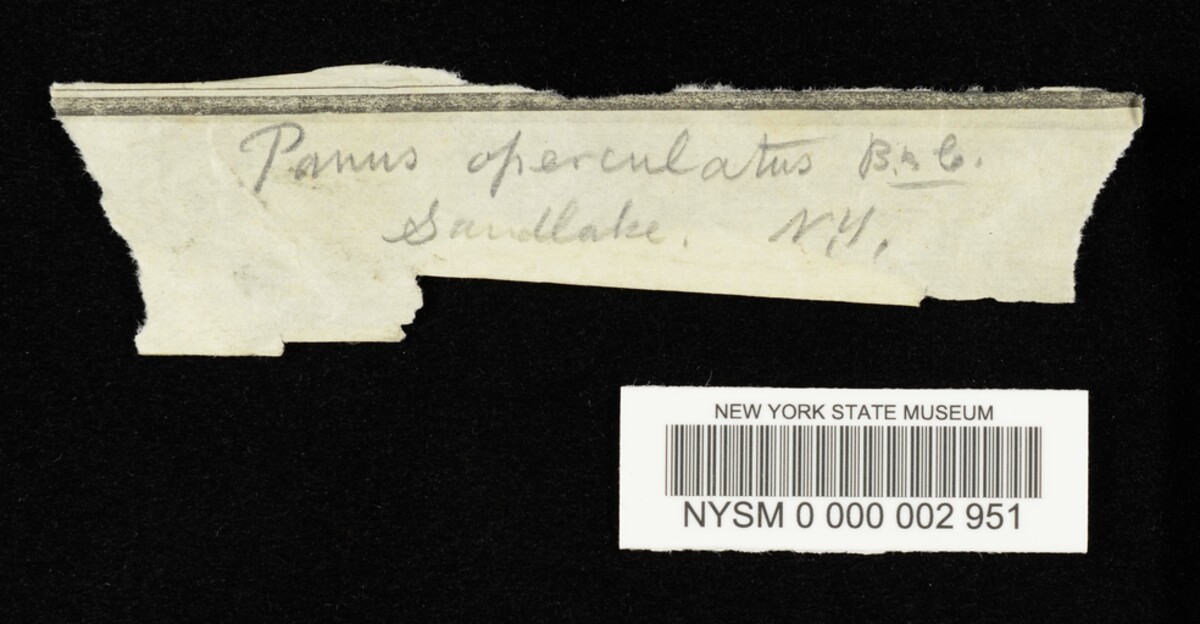 Panus operculatus B. & C.
Sandlake. N.Y.
NEW YORK STATE MUSEUM
NYSM 0 000 002 951